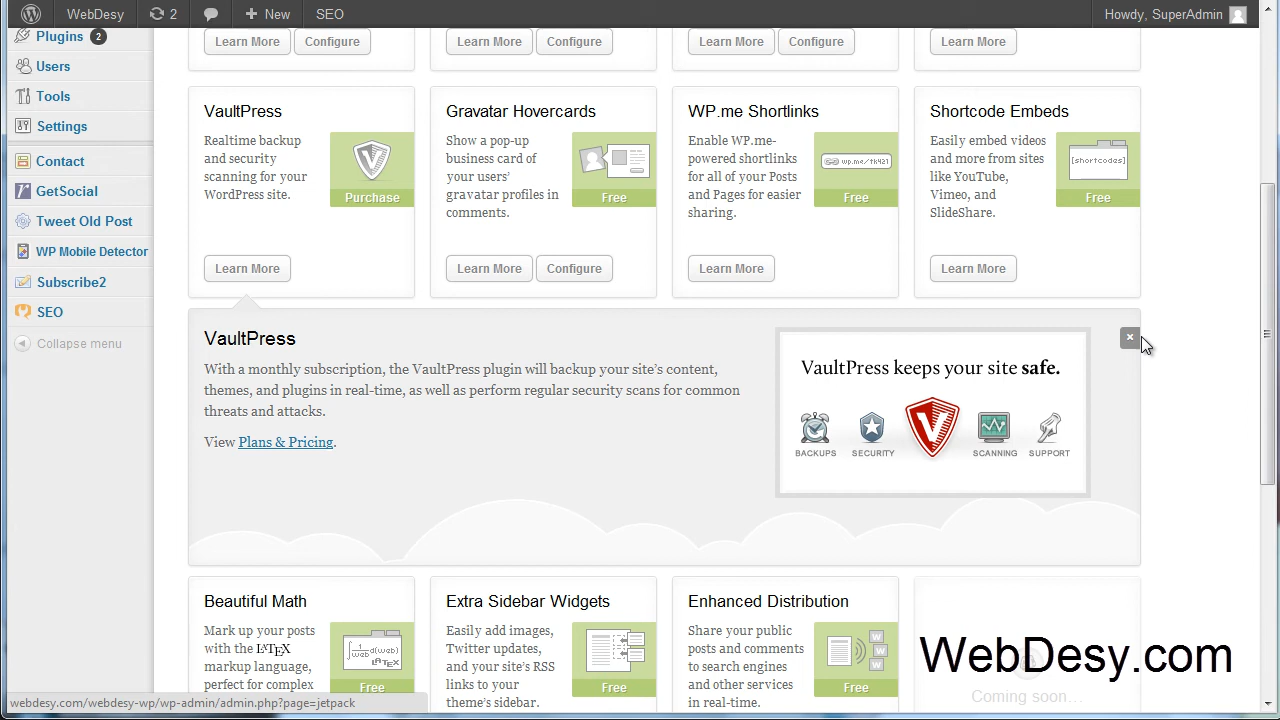 WebDesy 2 New SEO Howdy, SuperAdmin
Plugins 2
Users
Tools
Settings
Contact
GetSocial
Tweet Old Post
WP Mobile Detector
Subscribe2
SEO
Collapse menu
Learn More Configure
Learn More Configure
Learn More Configure
Learn More
VaultPress
Realtime backup
and security
scanning for your
WordPress site.
Purchase
Learn More
Gravatar Hovercards
Show a pop-up
business card of
your users'
gravatar profiles in
comments.
Free
Learn More Configure
WP.me Shortlinks
Enable WP.me-
powered shortlinks
for all of your Posts
and Pages for easier
sharing.
wp.me/tk421
Free
Learn More
Shortcode Embeds
Easily embed videos
and more from sites
like YouTube,
Vimeo, and
SlideShare.
[shortcodes]
Free
Learn More
VaultPress
With a monthly subscription, the VaultPress plugin will backup your site's content,
themes, and plugins in real-time, as well as perform regular security scans for common
threats and attacks.
View Plans & Pricing.
VaultPress keeps your site safe.
BACKUPS SECURITY SCANNING SUPPORT
Beautiful Math
Mark up your posts
with the LATEX
markup language,
perfect for complex
LATEX
Free
Extra Sidebar Widgets
Easily add images,
Twitter updates,
and your site's RSS
links to your
theme's sidebar.
Free
Enhanced Distribution
Share your public
posts and comments
to search engines
and other services
in real-time.
W
W
W
Free
Coming soon...
WebDesy.com
webdesy.com/webdesy-wp/wp-admin/admin.php?page=jetpack